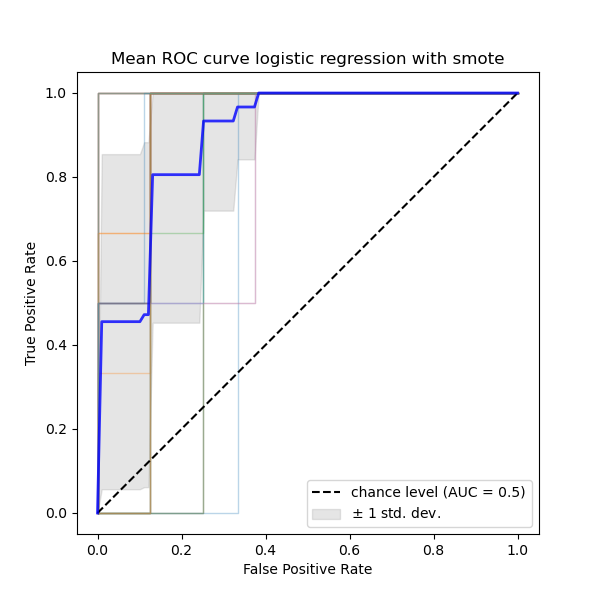 Mean ROC curve logistic regression with smote
1.0
0.8
0.6
0.4
0.2
0.0
True Positive Rate
0.0 0.2 0.4 0.6 0.8 1.0
False Positive Rate
chance level (AUC = 0.5)
± 1 std. dev.